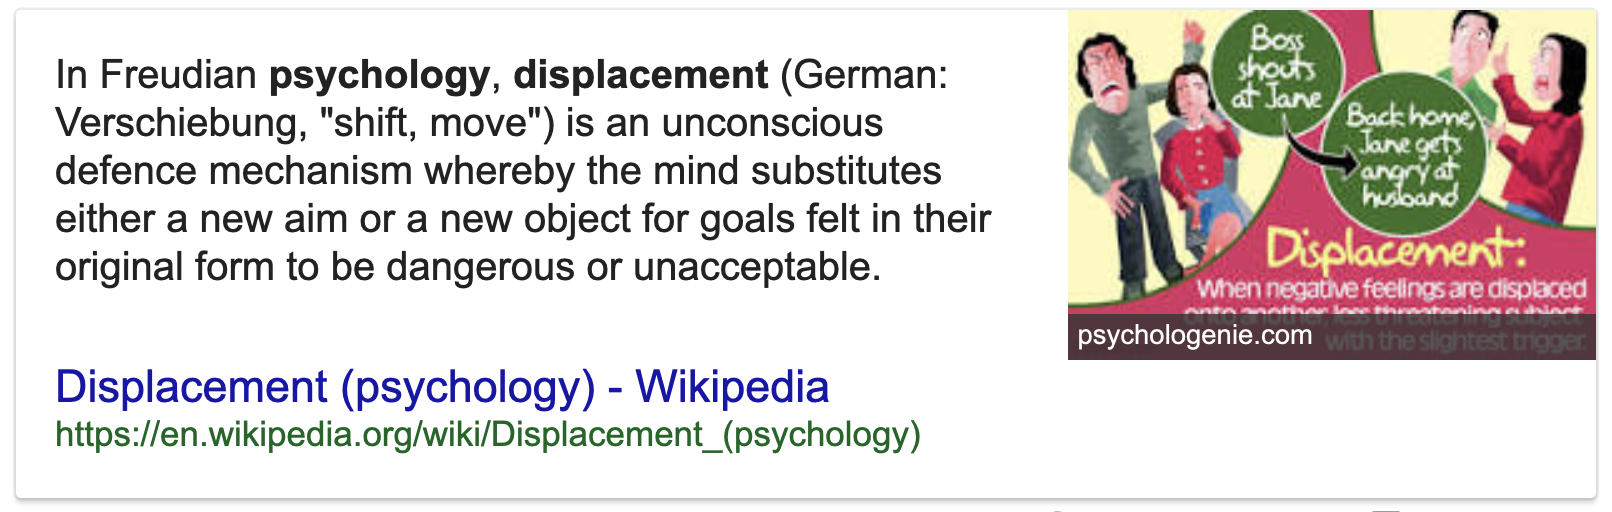 In Freudian psychology, displacement (German:
Verschiebung, "shift, move") is an unconscious
defence mechanism whereby the mind substitutes
either a new aim or a new object for goals felt in their
original form to be dangerous or unacceptable.
Displacement (psychology) - Wikipedia
https://en.wikipedia.org/wiki/Displacement_(psychology)
Boss
shouts
at Jane
Back home,
Jane gets
angry at
husband
Displacement:
When negative feelings are displaced
onto another, less threatening subject
with the slightest trigger.
psychologenie.com